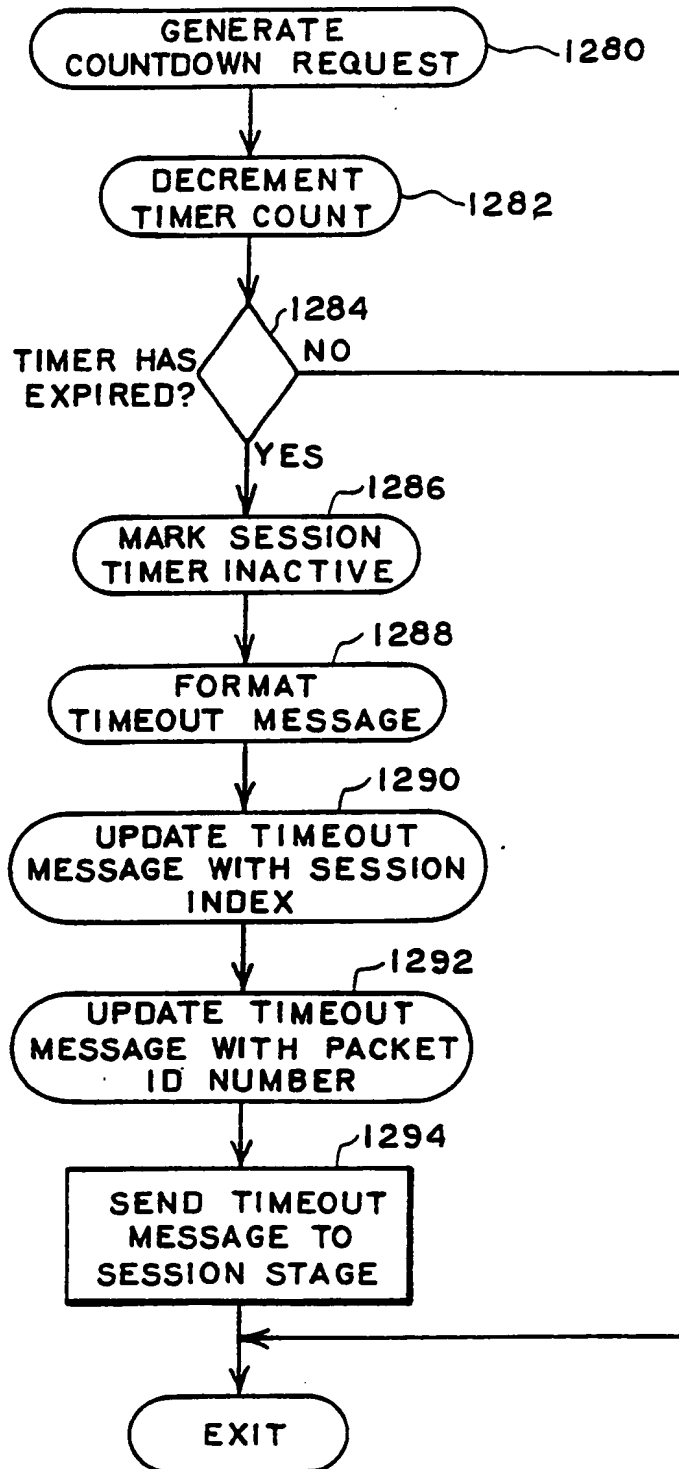 GENERATE
COUNTDOWN REQUEST
1280
DECREMENT
TIMER COUNT
1282
1284
TIMER HAS
EXPIRED?
NO
YES
1286
MARK SESSION
TIMER INACTIVE
1288
FORMAT
TIMEOUT MESSAGE
1290
UPDATE TIMEOUT
MESSAGE WITH SESSION
INDEX
1292
UPDATE TIMEOUT
MESSAGE WITH PACKET
ID NUMBER
1294
SEND TIMEOUT
MESSAGE TO
SESSION STAGE
EXIT